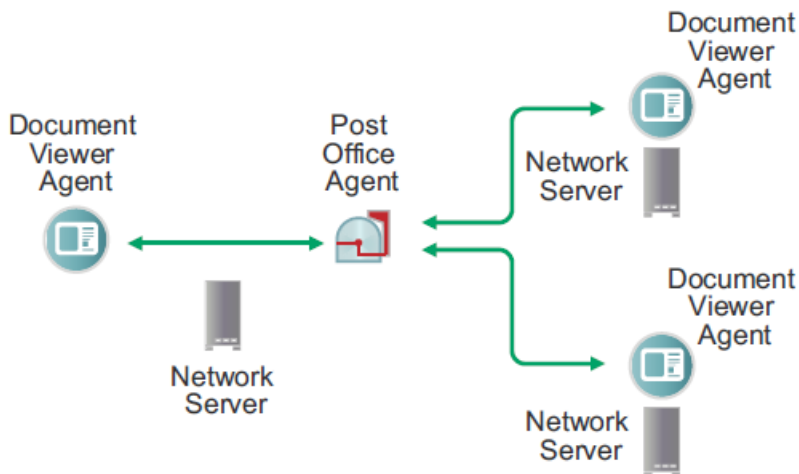 Document
Viewer
Agent
Post
Office
Agent
Network
Server
Document
Viewer
Agent
Network
Server
Document
Viewer
Agent
Network
Server